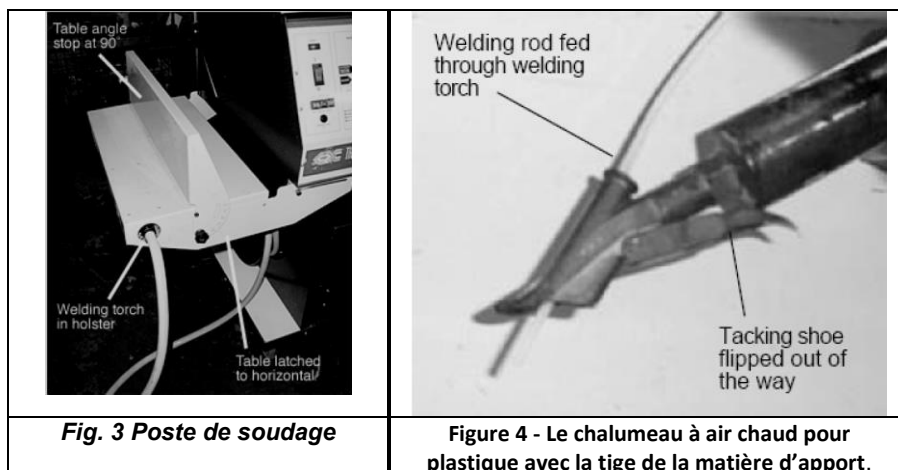 Table angle
stop at 90°
Welding torch
in holster
Table latched
to horizontal
Welding rod fed
through welding
torch
Tacking shoe
flipped out of
the way
Fig. 3 Poste de soudage
Figure 4 - Le chalumeau à air chaud pour
plastique avec la tige de la matière d'apport.